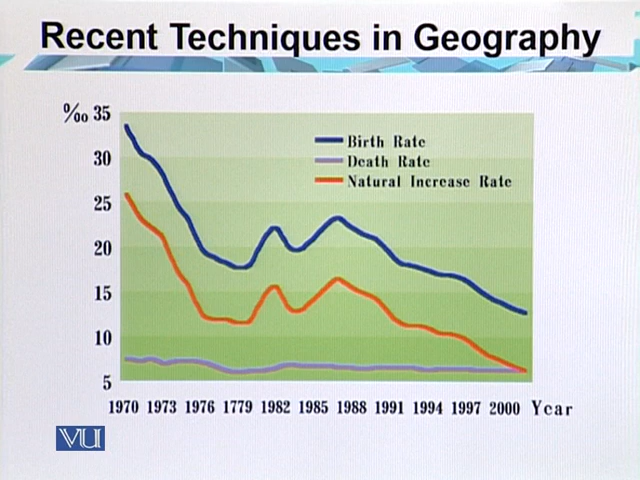 Recent Techniques in Geography
‰ 35
30
25
20
15
10
5
Birth Rate
Death Rate
Natural Increase Rate
1970 1973 1976 1779 1982 1985 1988 1991 1994 1997 2000 Year
VU